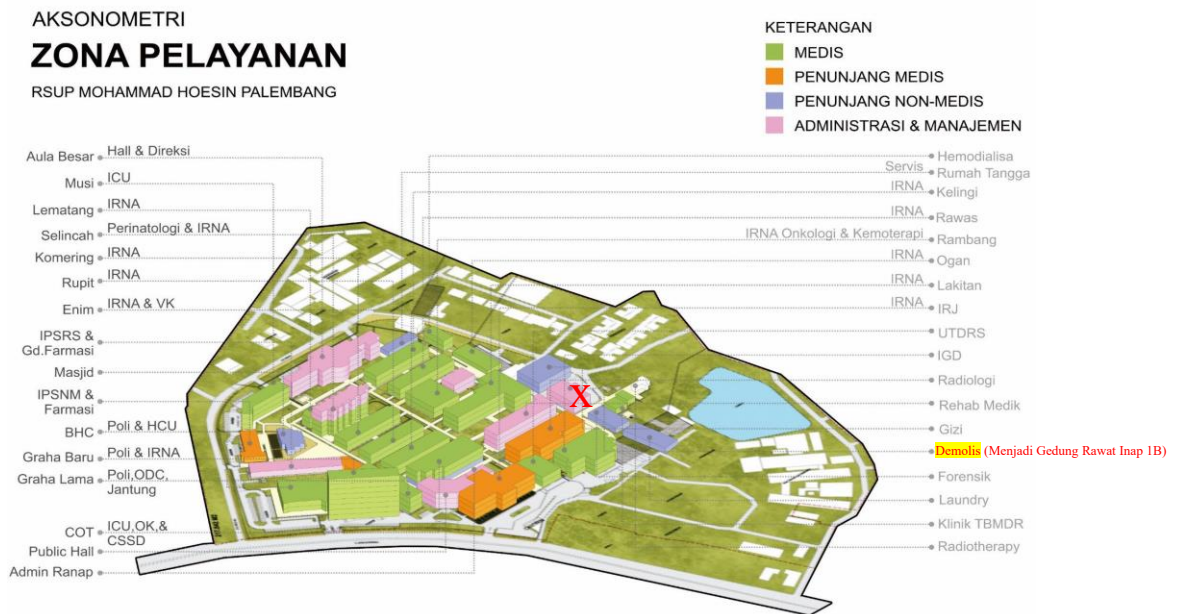 AKSONOMETRI
ZONA PELAYANAN
RSUP MOHAMMAD HOESIN PALEMBANG
KETERANGAN
MEDIS
PENUNJANG MEDIS
PENUNJANG NON-MEDIS
ADMINISTRASI & MANAJEMEN
Aula Besar Hall & Direksi
Musi ICU
Lematang IRNA
Selincah Perinatologi & IRNA
Komering IRNA
Rupit IRNA
Enim IRNA & VK
IPSRS &
Gd.Farmasi
Masjid
IPSNM &
Farmasi
BHC Poli & HCU
Graha Baru Poli & IRNA
Graha Lama Poli,ODC,
Jantung
COT ICU,OK,&
CSSD
Public Hall
Admin Ranap
X
Hemodialisa
Servis Rumah Tangga
IRNA Kelingi
IRNA Rawas
IRNA Onkologi & Kemoterapi Rambang
IRNA Ogan
IRNA Lakitan
IRNA IRJ
UTDRS
IGD
Radiologi
Rehab Medik
Gizi
Demolis (Menjadi Gedung Rawat Inap 1B)
Forensik
Laundry
Klinik TBMDR
Radiotherapy